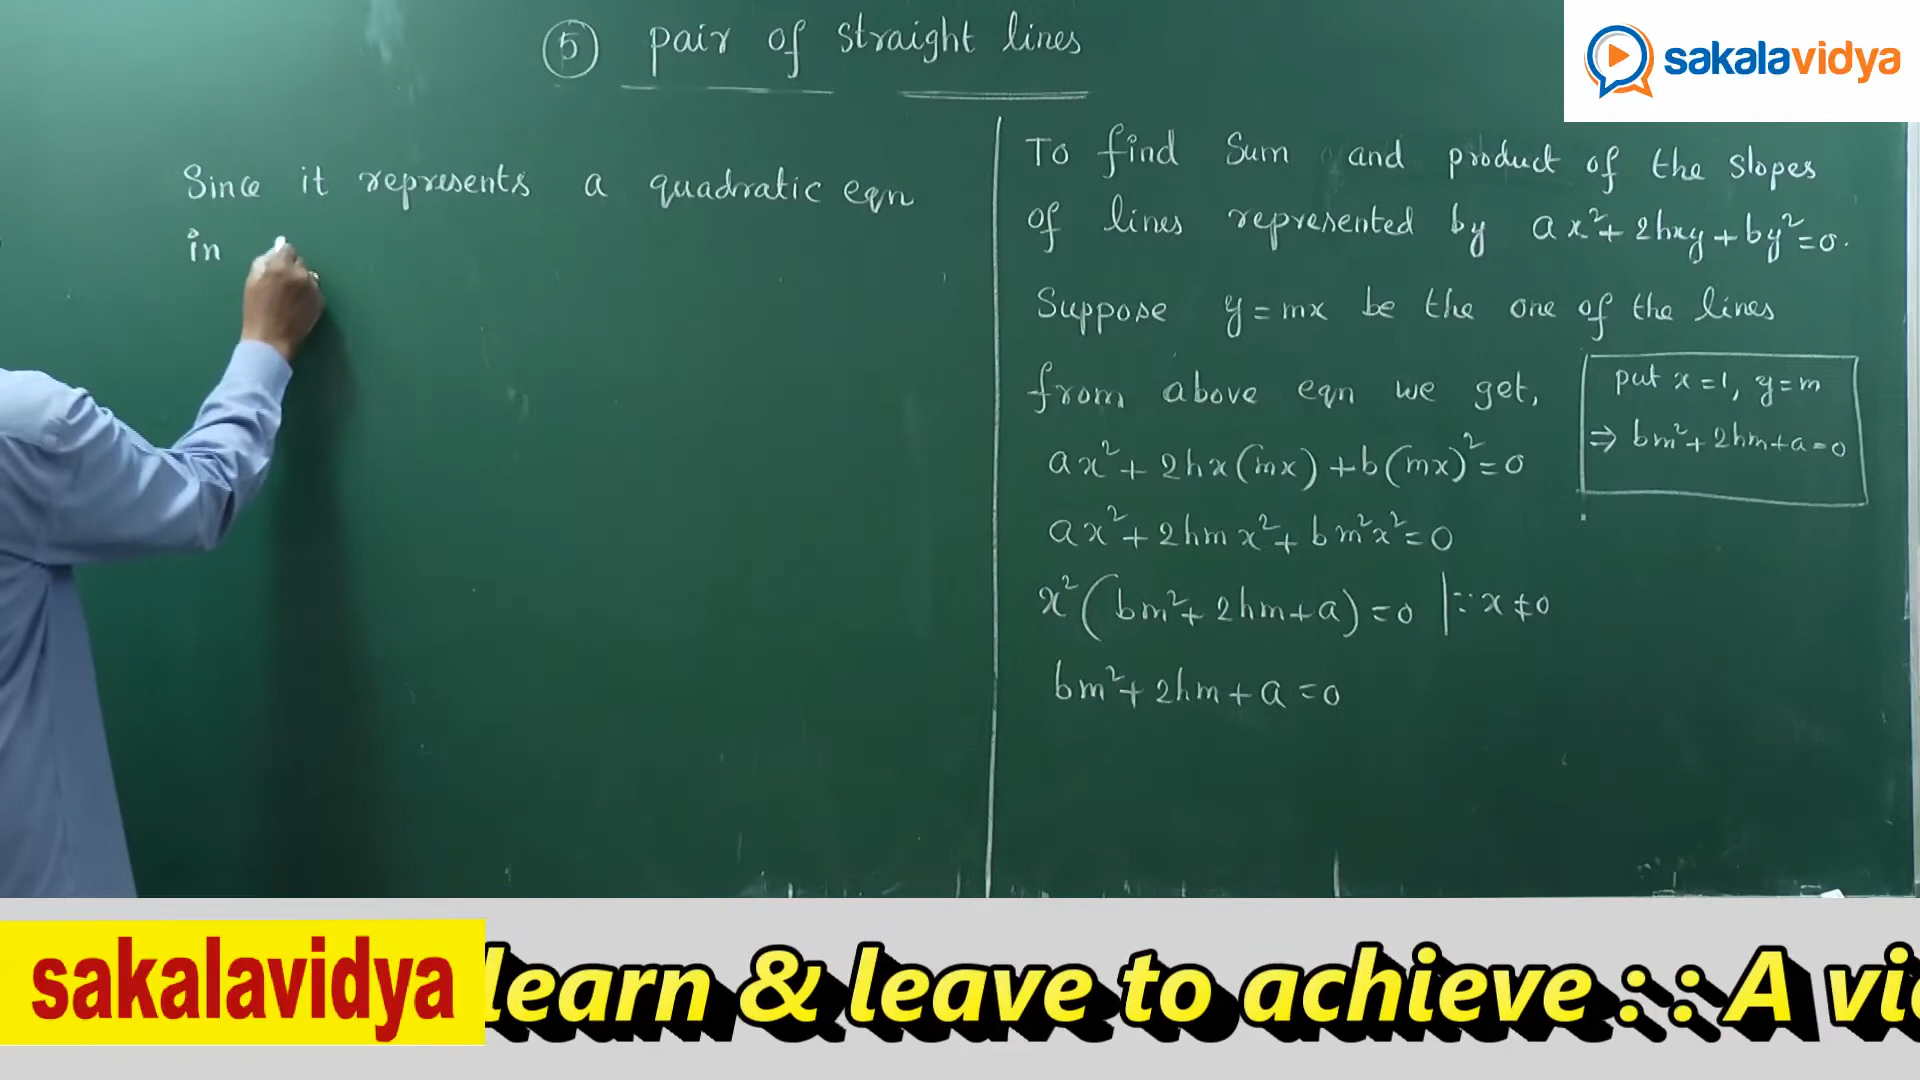 ⑤ pair of straight lines
sakalavidya
Since it represents a quadratic eqn
in
To find Sum and product of the slopes
of lines represented by ax²+2hxy+by²=0.
Suppose y=mx be the one of the lines
from above eqn we get,
put x=1, y=m
⇒ bm²+2hm+a=0
ax²+2hx(mx)+b(mx)²=0
ax²+2hmx²+bm²x²=0
x²(bm²+2hm+a)=0 |∵x≠0
bm²+2hm+a=0
sakalavidya learn & leave to achieve :: A